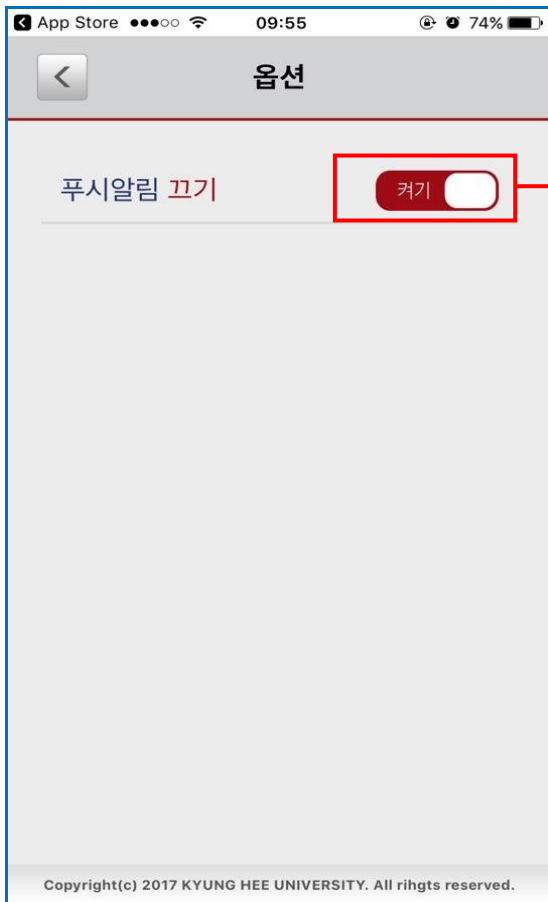 App Store 09:55 74%
옵션
푸시알림 끄기 켜기
Copyright(c) 2017 KYUNG HEE UNIVERSITY. All rihgts reserved.